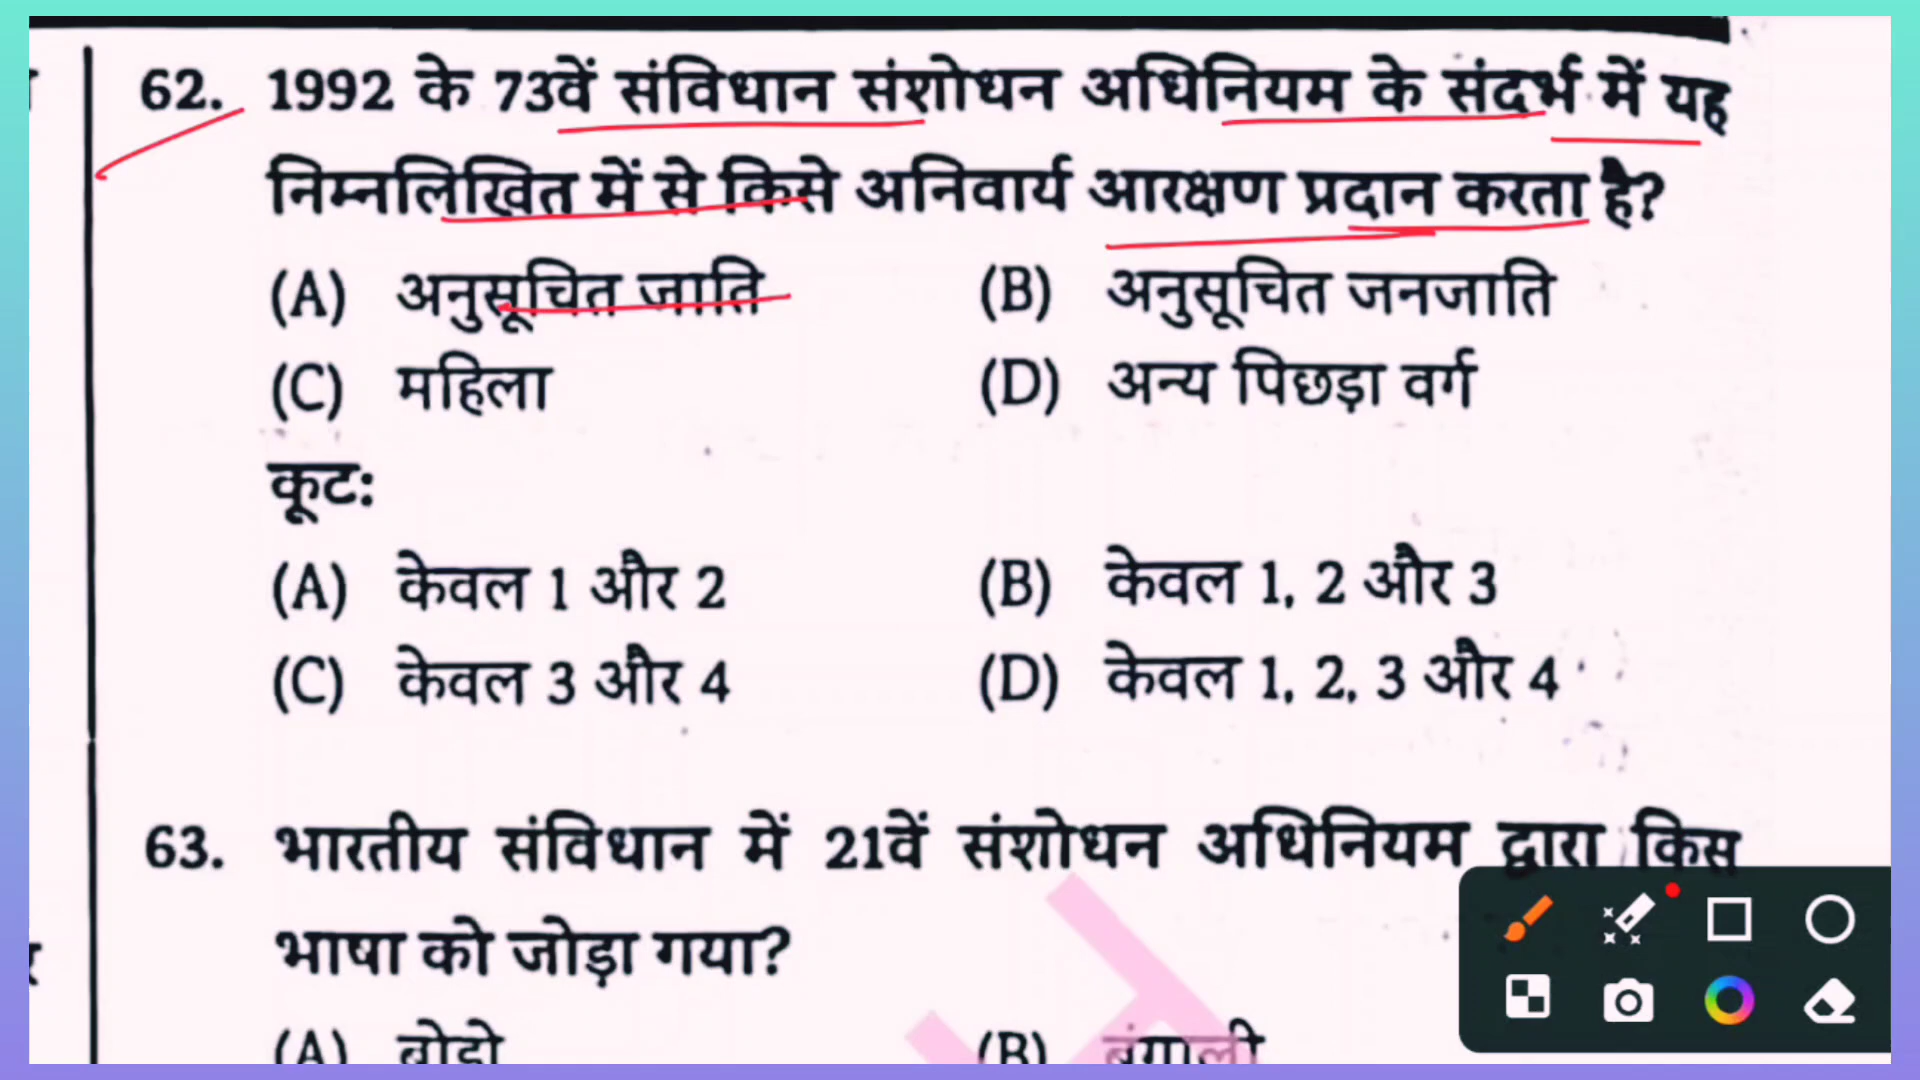 62. 1992 के 73वें संविधान संशोधन अधिनियम के संदर्भ में यह
निम्नलिखित में से किसे अनिवार्य आरक्षण प्रदान करता है?
(A) अनुसूचित जाति (B) अनुसूचित जनजाति
(C) महिला (D) अन्य पिछड़ा वर्ग
कूट:
(A) केवल 1 और 2 (B) केवल 1, 2 और 3
(C) केवल 3 और 4 (D) केवल 1, 2, 3 और 4
63. भारतीय संविधान में 21वें संशोधन अधिनियम द्वारा किस
भाषा को जोड़ा गया?
(A) बोडो (B) बंगाली